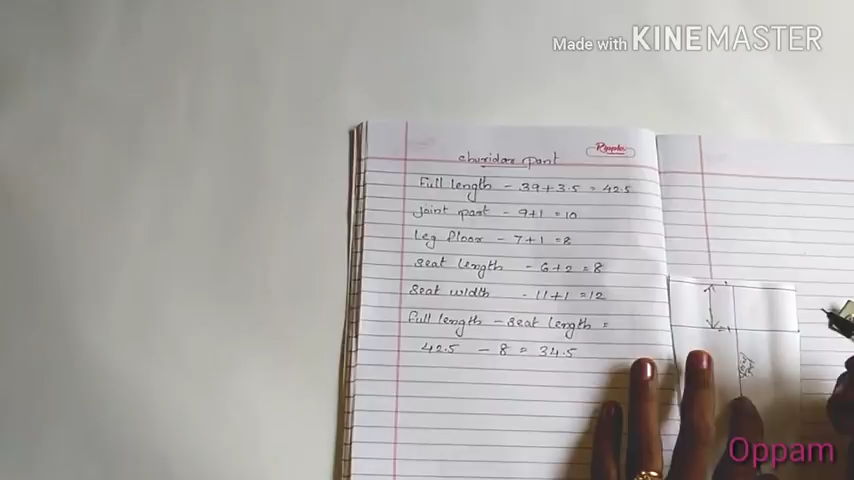 Made with KINEMASTER
Ripple
churidar pant
Full length - 39+3.5 = 42.5
Joint part - 9+1 = 10
Leg floor - 7+1 = 8
Seat length - 6+2 = 8
Seat width - 11+1 = 12
Full length - seat length =
42.5 - 8 = 34.5
Oppam